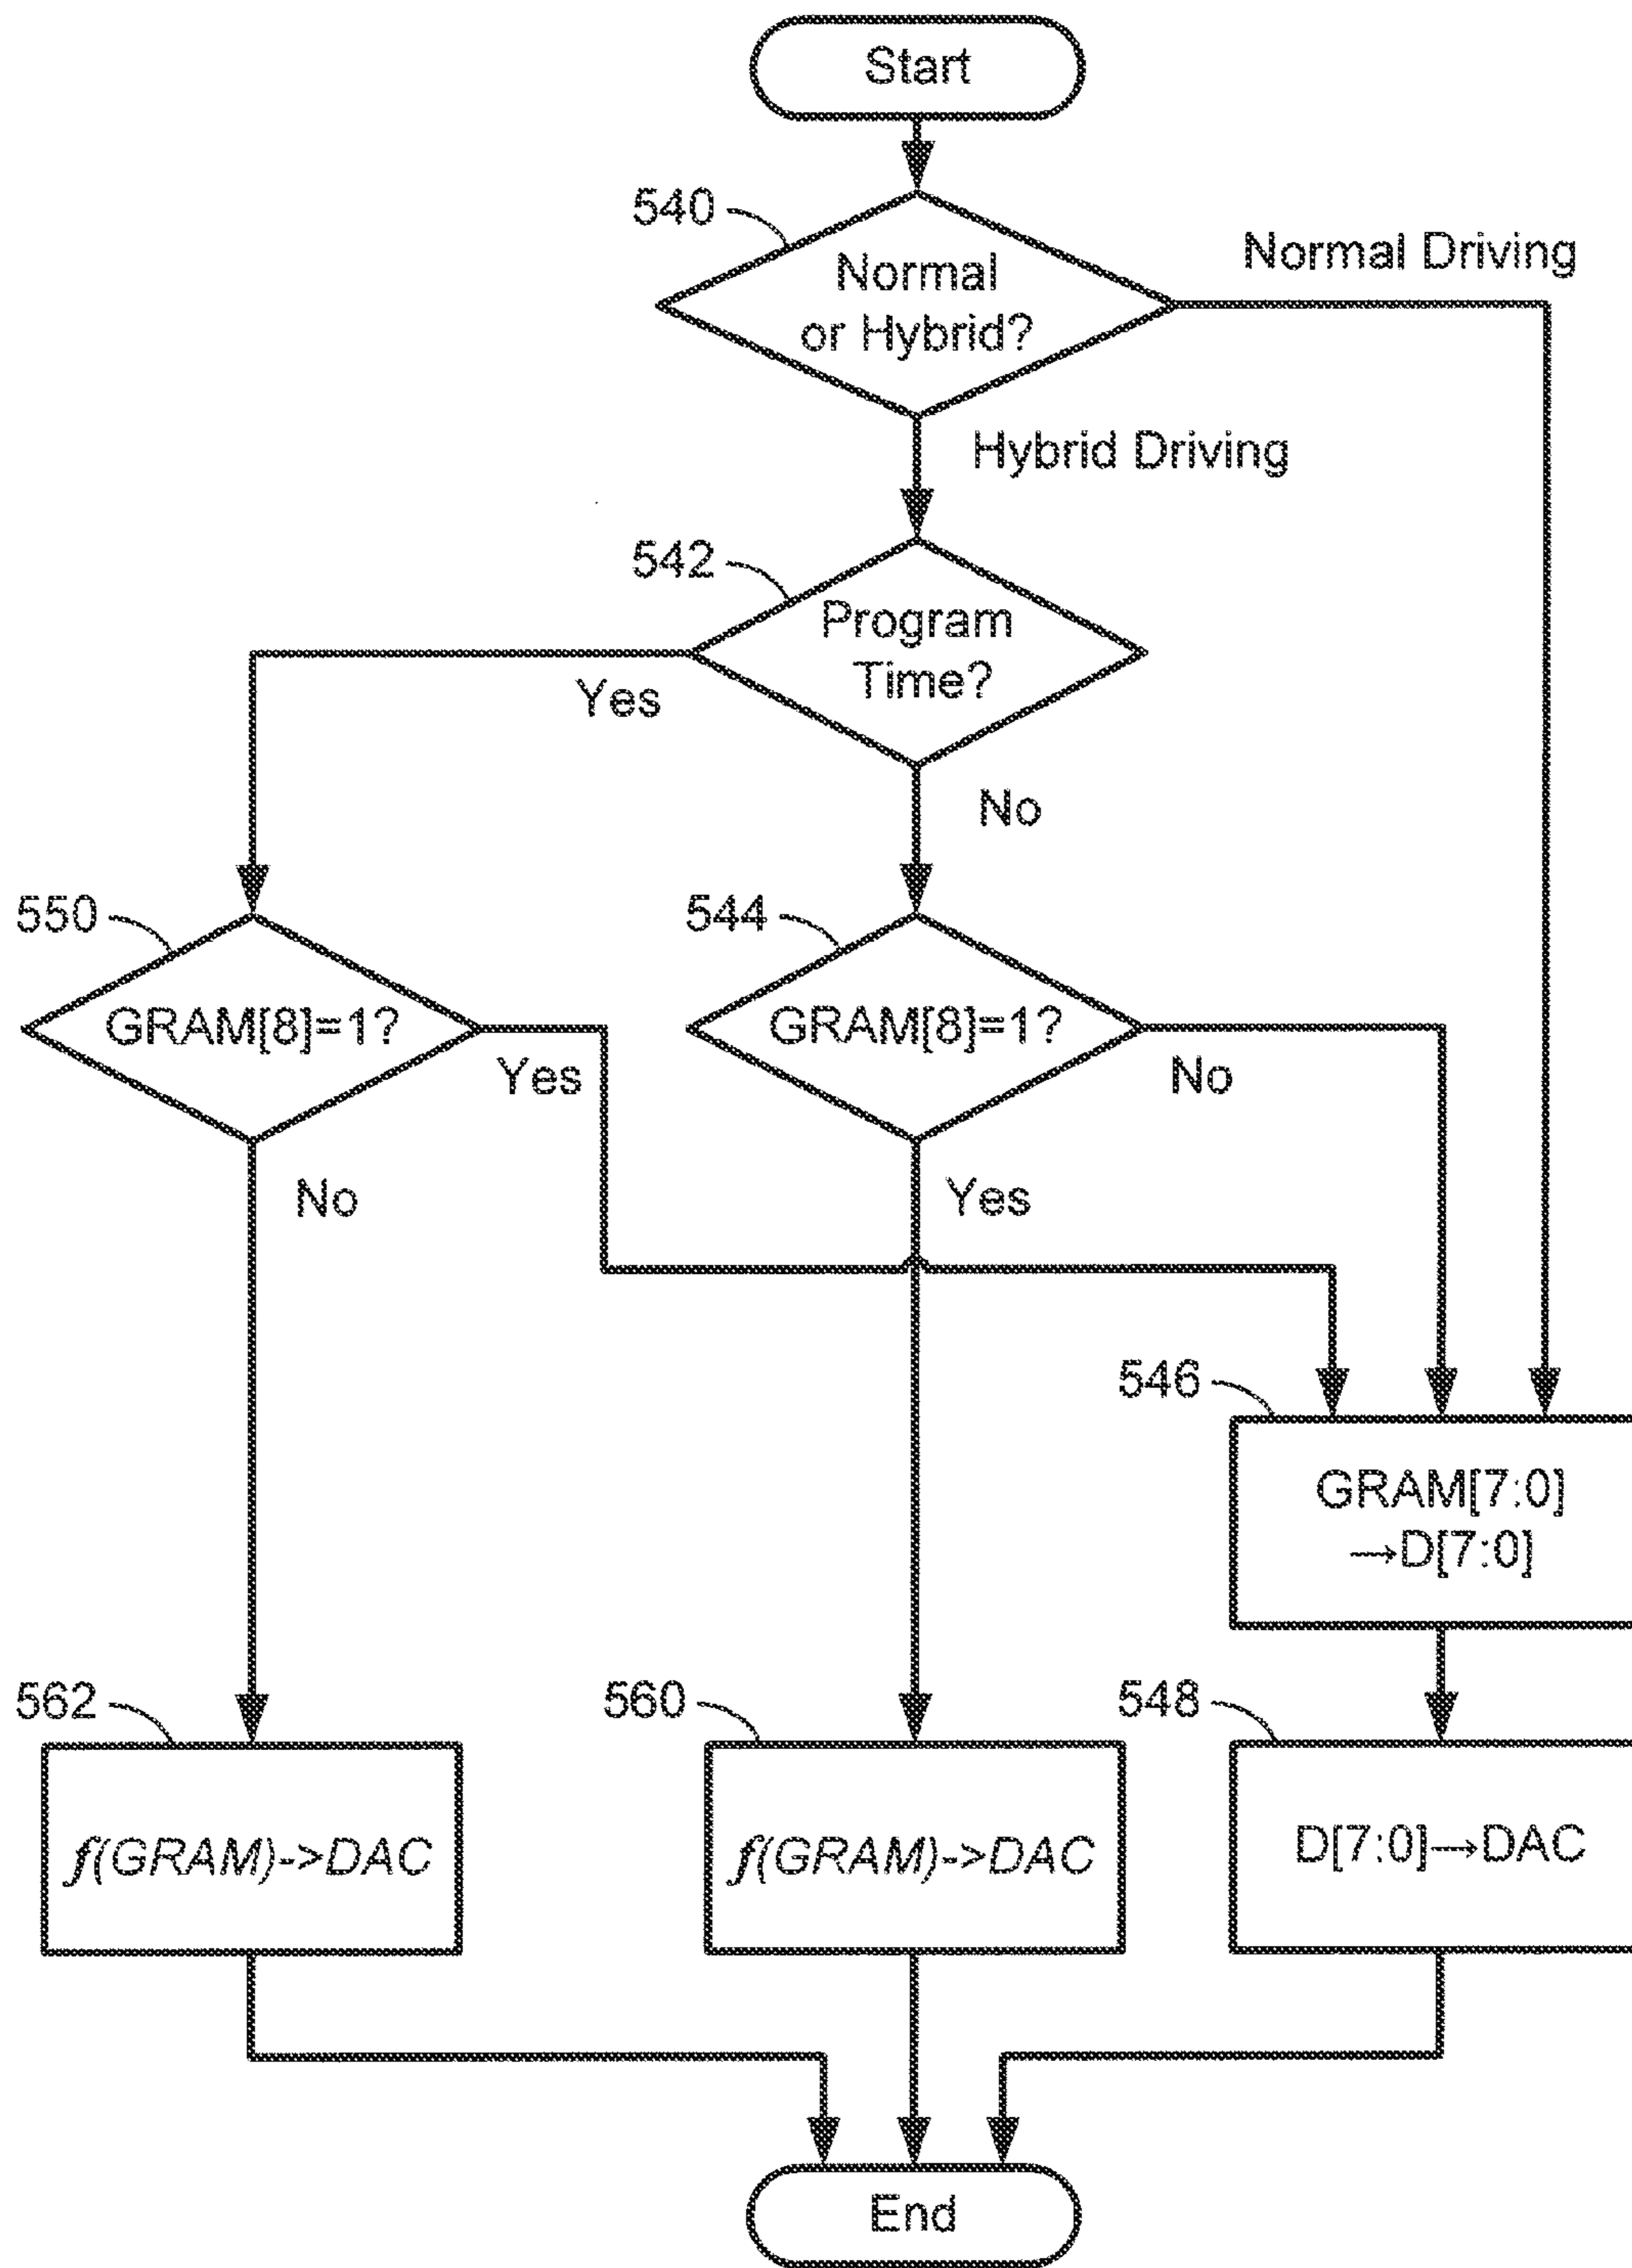 Start
540
Normal
or Hybrid?
Normal Driving
Hybrid Driving
542
Program
Time?
Yes
No
550
GRAM[8]=1?
Yes
No
544
GRAM[8]=1?
No
Yes
546
GRAM[7:0]
→D[7:0]
562
f(GRAM)->DAC
560
f(GRAM)->DAC
548
D[7:0]→DAC
End